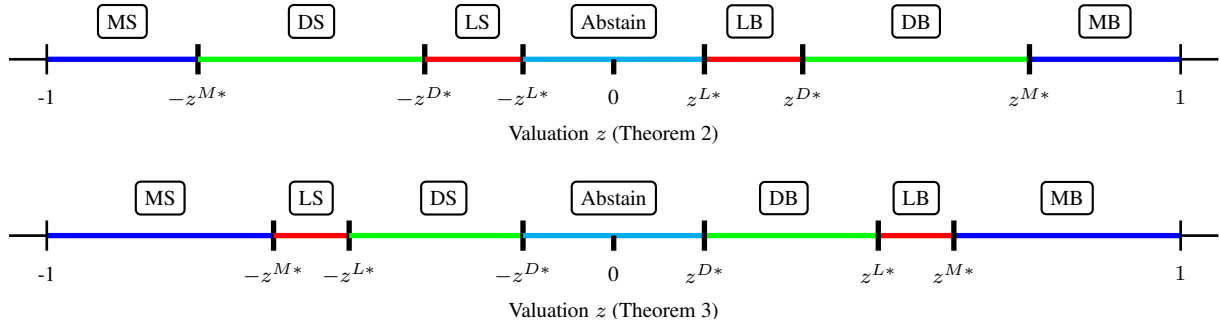 MS DS LS Abstain LB DB MB
-1 −z^{M*} −z^{D*} −z^{L*} 0 z^{L*} z^{D*} z^{M*} 1
Valuation z (Theorem 2)
MS LS DS Abstain DB LB MB
-1 −z^{M*} −z^{L*} −z^{D*} 0 z^{D*} z^{L*} z^{M*} 1
Valuation z (Theorem 3)